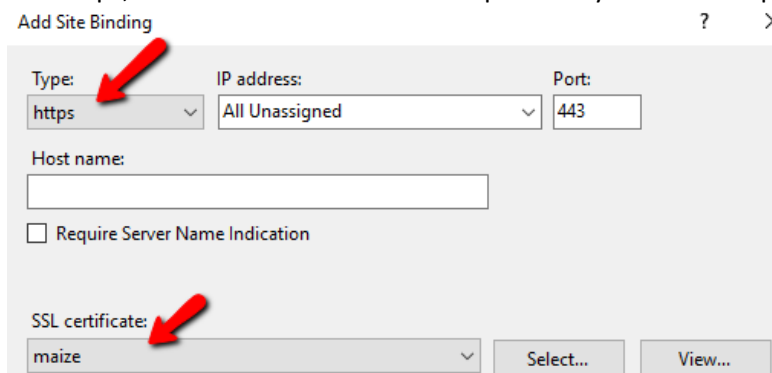 Add Site Binding ?
Type: IP address: Port:
https All Unassigned 443
Host name:
Require Server Name Indication
SSL certificate:
maize Select... View...